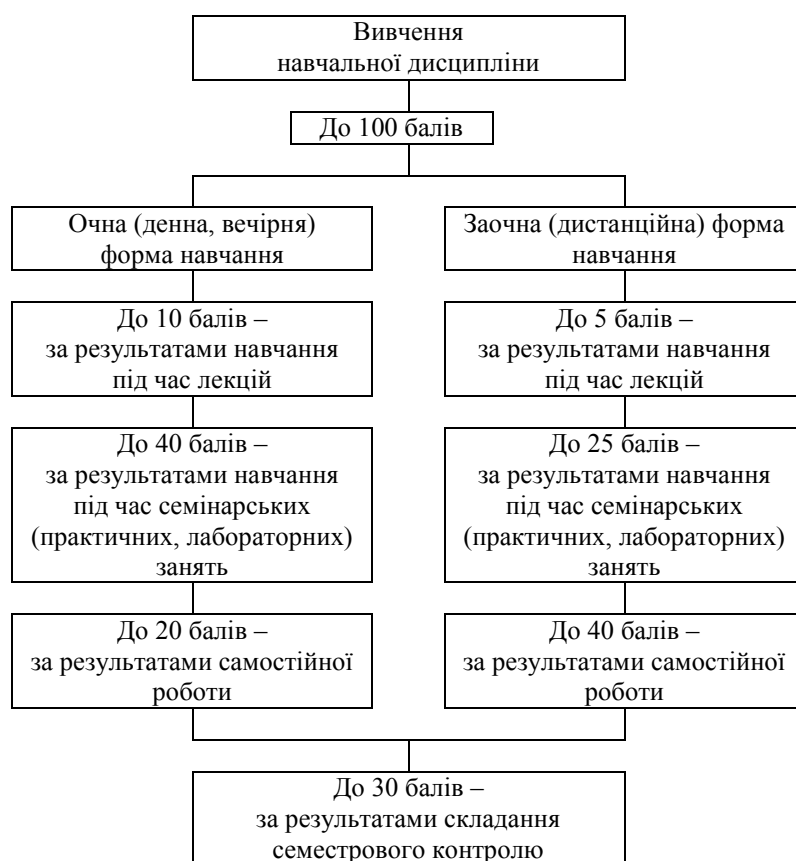 Вивчення
навчальної дисципліни
До 100 балів
Очна (денна, вечірня)
форма навчання
До 10 балів –
за результатами навчання
під час лекцій
До 40 балів –
за результатами навчання
під час семінарських
(практичних, лабораторних)
занять
До 20 балів –
за результатами самостійної
роботи
Заочна (дистанційна) форма
навчання
До 5 балів –
за результатами навчання
під час лекцій
До 25 балів –
за результатами навчання
під час семінарських
(практичних, лабораторних)
занять
До 40 балів –
за результатами самостійної
роботи
До 30 балів –
за результатами складання
семестрового контролю